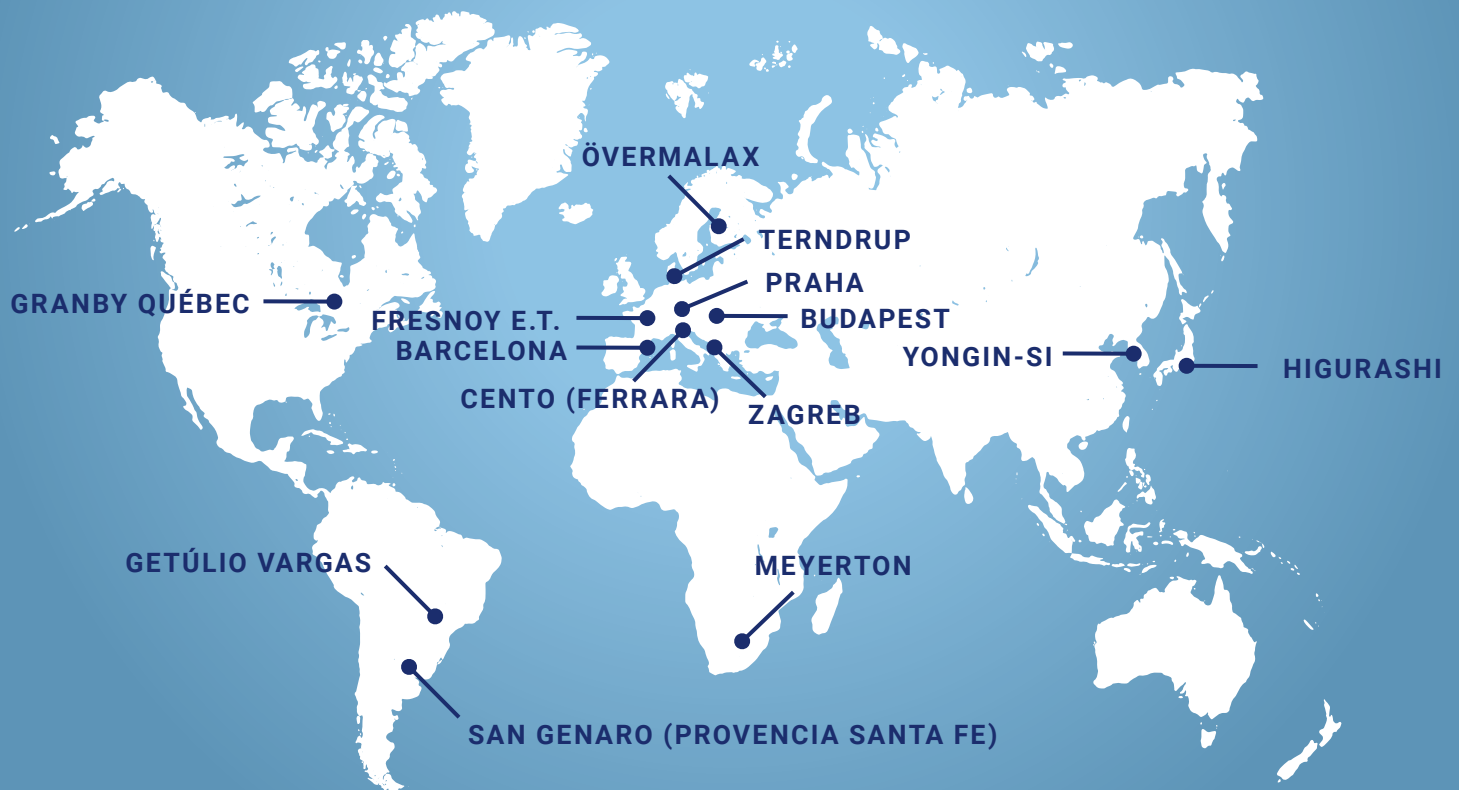 ÖVERMALAX
TERNDRUP
PRAHA
GRANBY QUÉBEC
FRESNOY E.T.
BUDAPEST
BARCELONA
YONGIN-SI
HIGURASHI
CENTO (FERRARA)
ZAGREB
GETÚLIO VARGAS
MEYERTON
SAN GENARO (PROVENCIA SANTA FE)